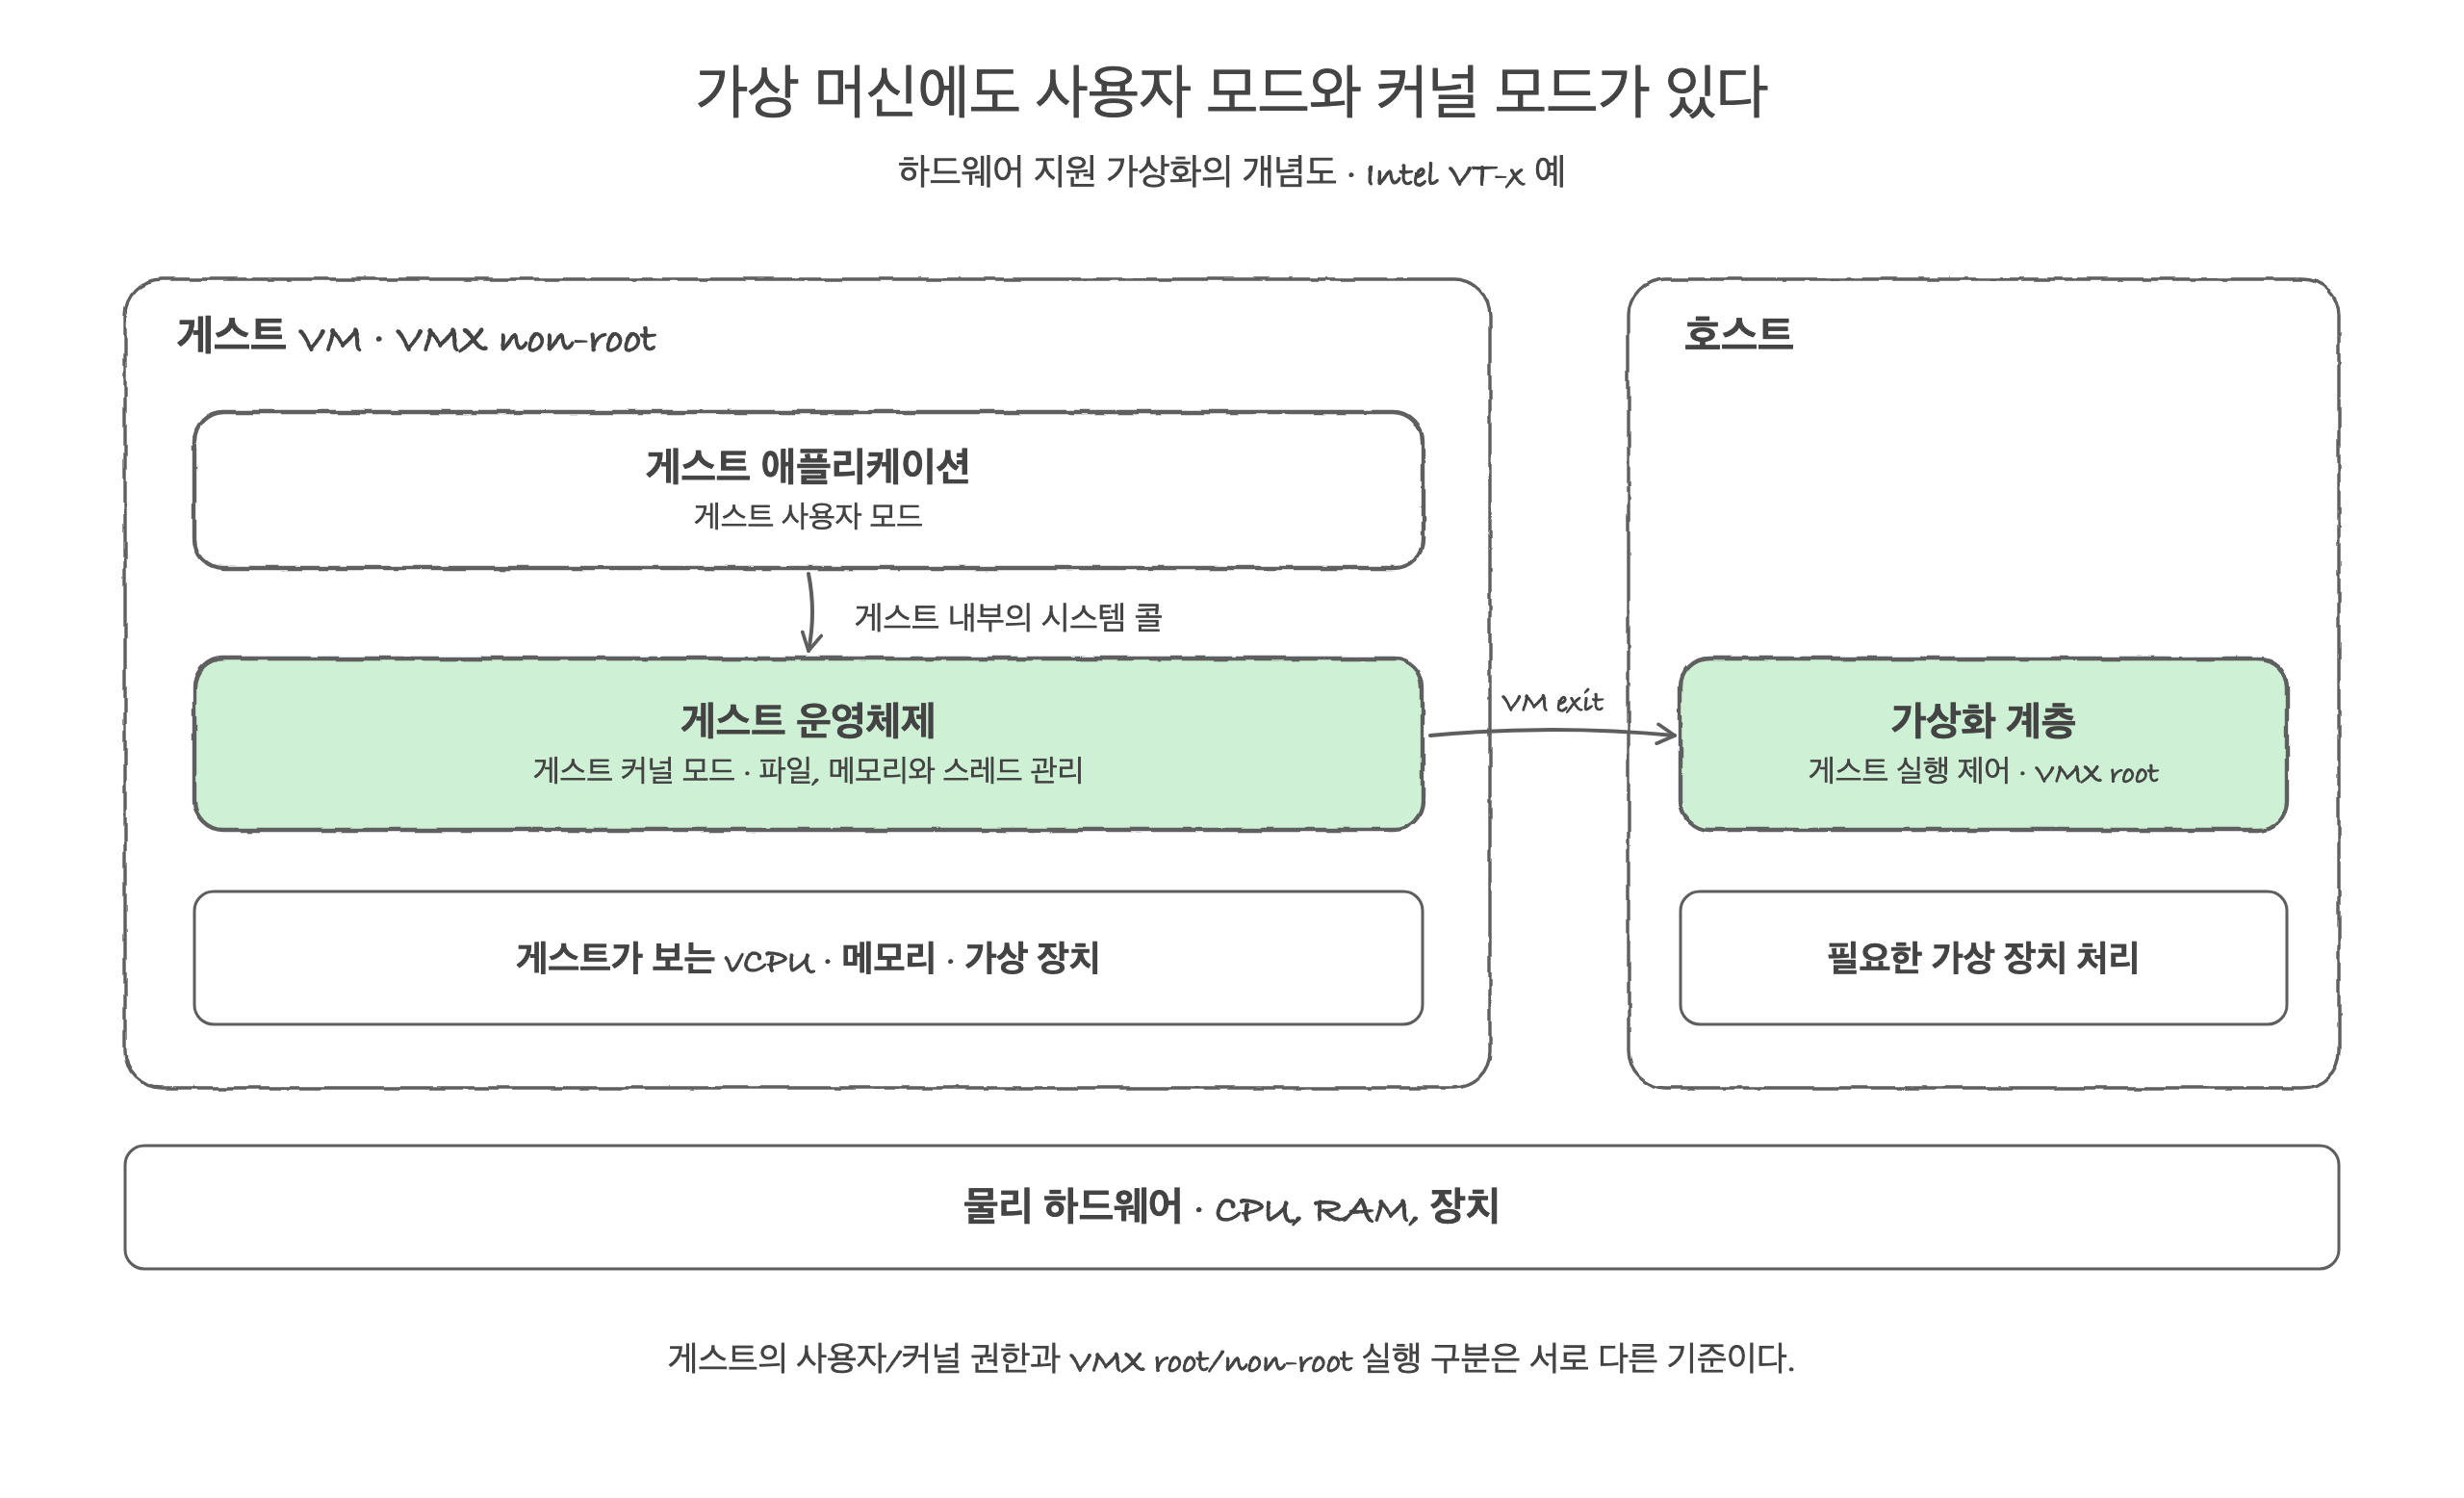 가상 머신에도 사용자 모드와 커널 모드가 있다
하드웨어 지원 가상화의 개념도 · Intel VT-x 예
게스트 VM · VMX non-root
게스트 애플리케이션
게스트 사용자 모드
게스트 내부의 시스템 콜
게스트 운영체제
게스트 커널 모드 · 파일, 메모리와 스레드 관리
게스트가 보는 vCPU · 메모리 · 가상 장치
VM exit
호스트
가상화 계층
게스트 실행 제어 · VMX root
필요한 가상 장치 처리
물리 하드웨어 · CPU, RAM, 장치
게스트의 사용자/커널 권한과 VMX root/non-root 실행 구분은 서로 다른 기준이다.